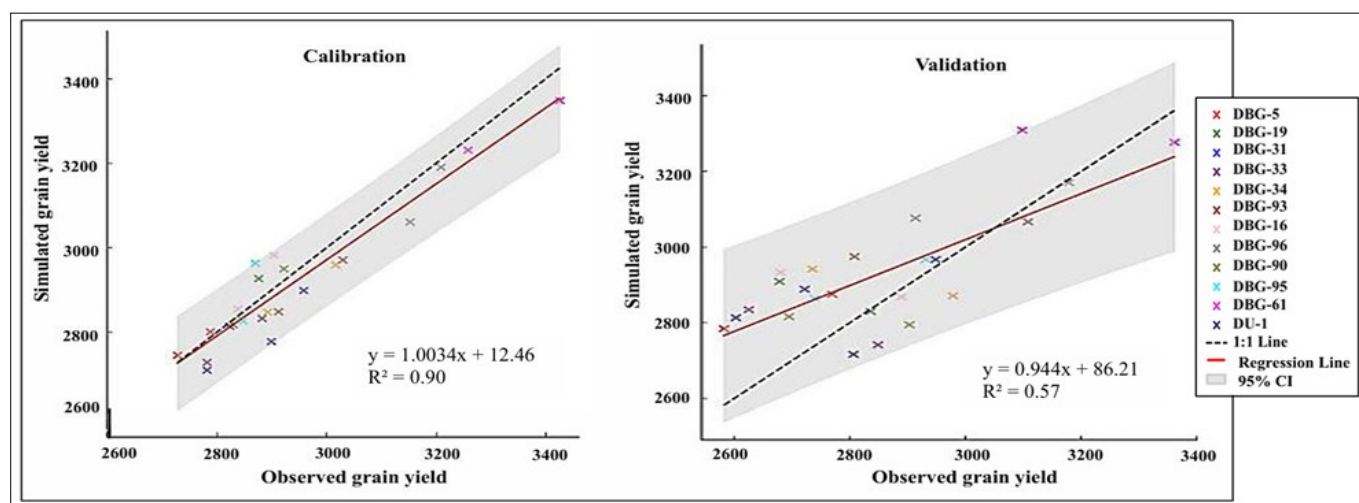 Calibration
Simulated grain yield
3400
3200
3000
2800
2600
y = 1.0034x + 12.46
R² = 0.90
2600 2800 3000 3200 3400
Observed grain yield
Validation
Simulated grain yield
3400
3200
3000
2800
2600
y = 0.944x + 86.21
R² = 0.57
2600 2800 3000 3200 3400
Observed grain yield
DBG-5
DBG-19
DBG-31
DBG-33
DBG-34
DBG-93
DBG-16
DBG-96
DBG-90
DBG-95
DBG-61
DU-1
1:1 Line
Regression Line
95% CI